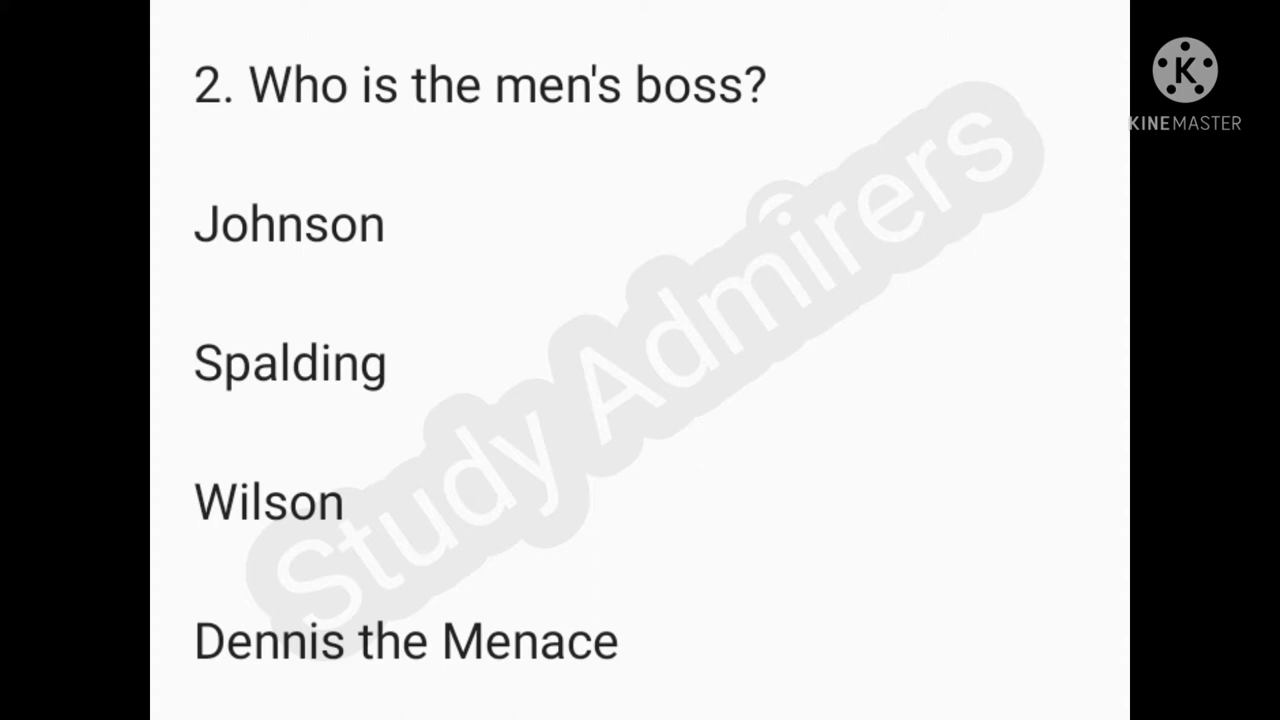 2. Who is the men's boss?
KINEMASTER
Johnson
Spalding
Wilson
Dennis the Menace
Study Admirers